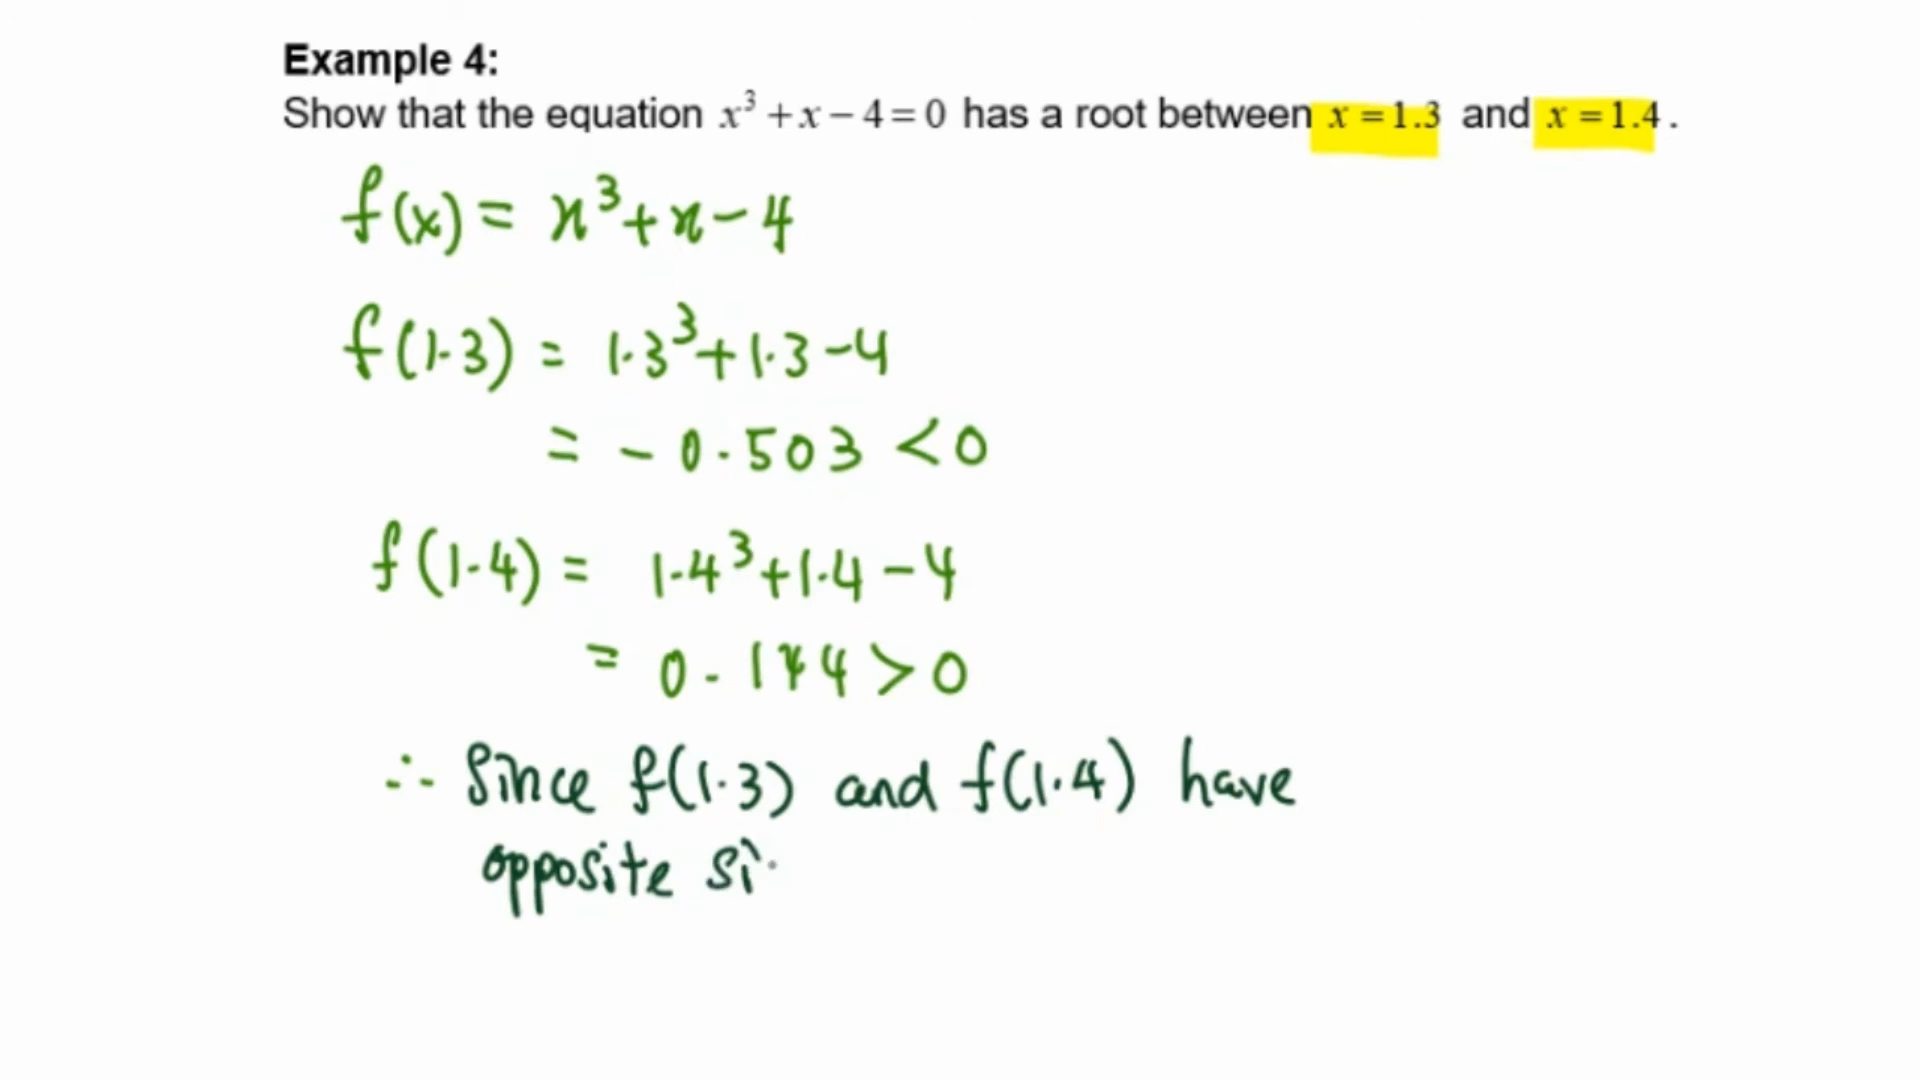 Example 4:
Show that the equation x³ + x − 4 = 0 has a root between x = 1.3 and x = 1.4 .
f(x) = x³ + x − 4
f(1.3) = 1.3³ + 1.3 − 4
= − 0.503 < 0
f(1.4) = 1.4³ + 1.4 − 4
= 0.144 > 0
∴ Since f(1.3) and f(1.4) have
opposite si